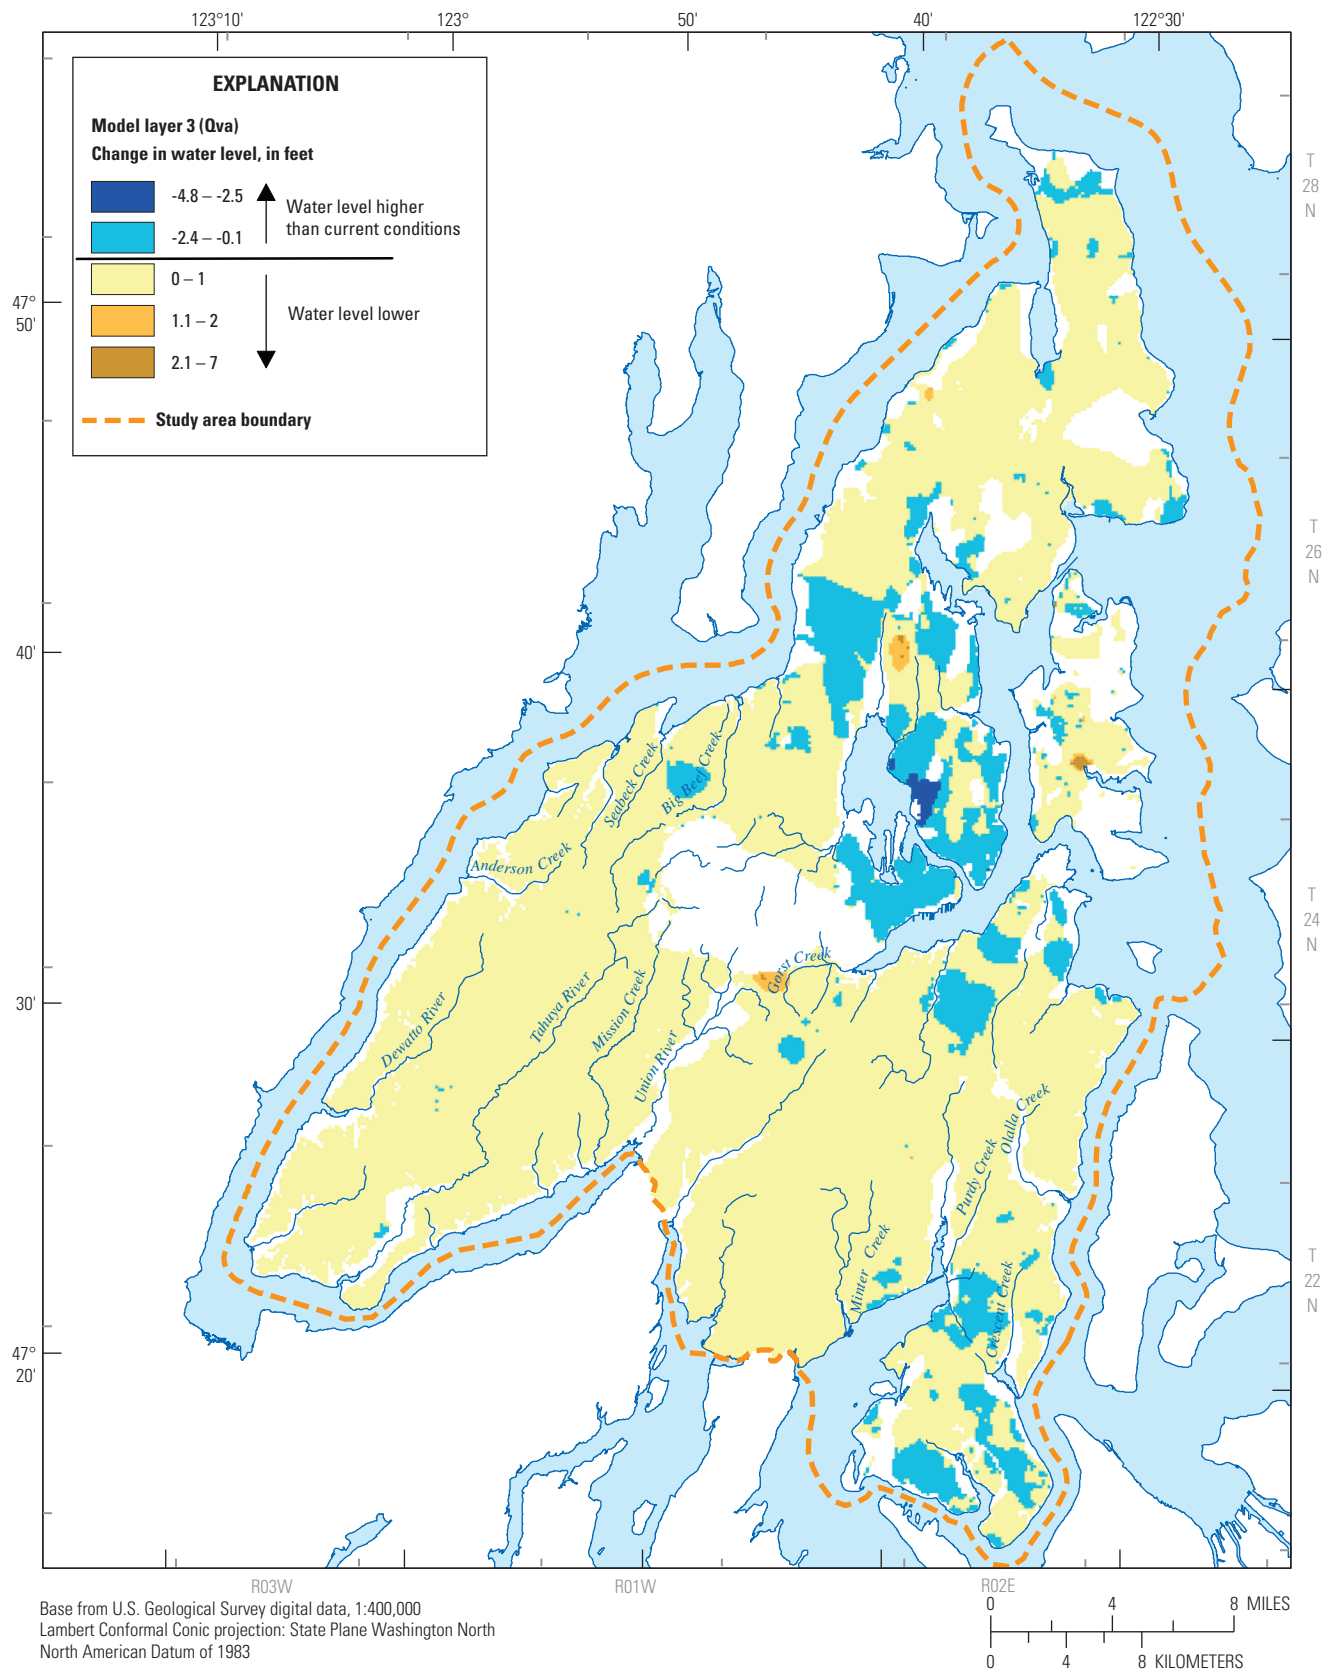 123°10'
123°
50'
40'
122°30'
EXPLANATION
Model layer 3 (Qva)
Change in water level, in feet
-4.8 – -2.5
-2.4 – -0.1
Water level higher
than current conditions
0 – 1
1.1 – 2
2.1 – 7
Water level lower
Study area boundary
T
28
N
47°
50'
T
26
N
40'
Seabeck Creek
Big Beef Creek
Anderson Creek
T
24
N
Gorst Creek
30'
Dewatto River
Tahuya River
Mission Creek
Union River
Olalla Creek
Purdy Creek
Minter Creek
Crescent Creek
T
22
N
47°
20'
R03W
R01W
R02E
Base from U.S. Geological Survey digital data, 1:400,000
Lambert Conformal Conic projection: State Plane Washington North
North American Datum of 1983
0 4 8 MILES
0 4 8 KILOMETERS